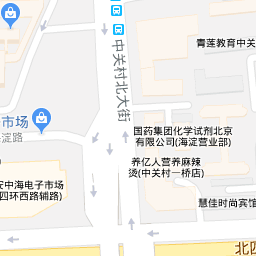 青莲教育中关
中关村北大街
市场
淀路
国药集团化学试剂北京
有限公司(海淀营业部)
养亿人营养麻辣
烫(中关村一桥店)
安中海电子市场
四环西路辅路)
慧佳时尚宾馆
北四